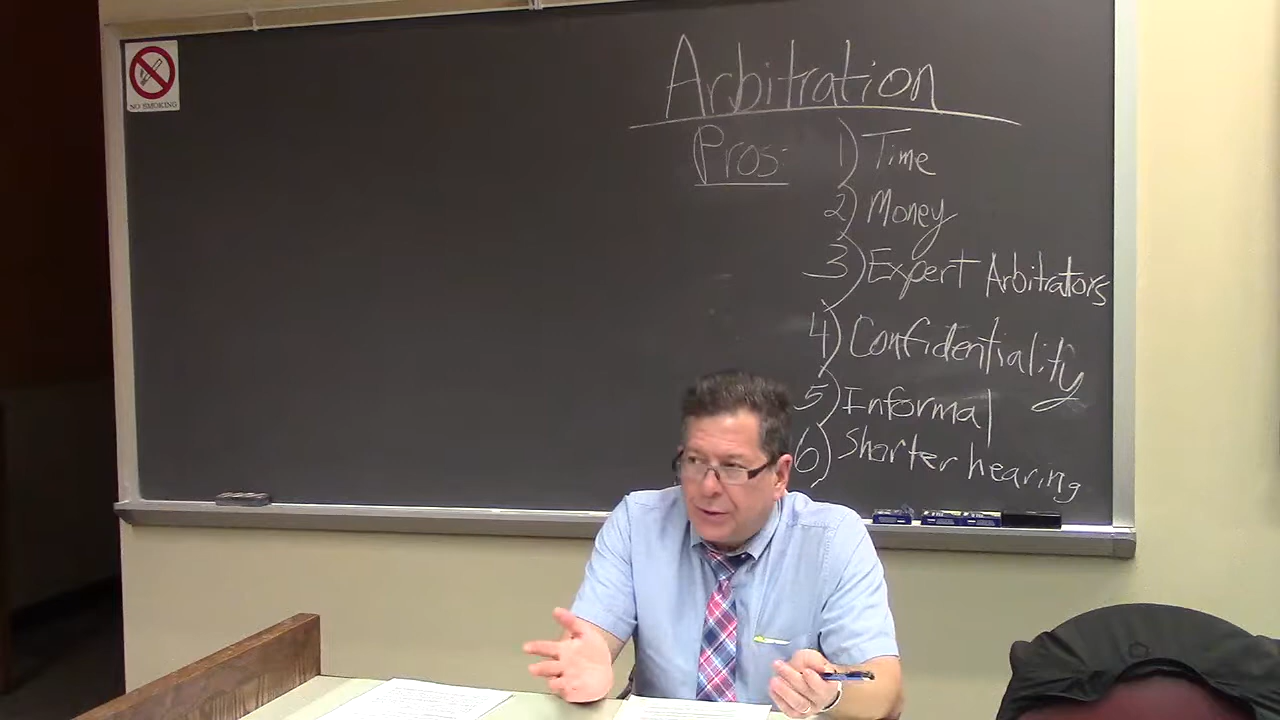 NO SMOKING
Arbitration
Pros: 1) Time
2) Money
3) Expert Arbitrators
4) Confidentiality
5) Informal
6) Shorter hearing